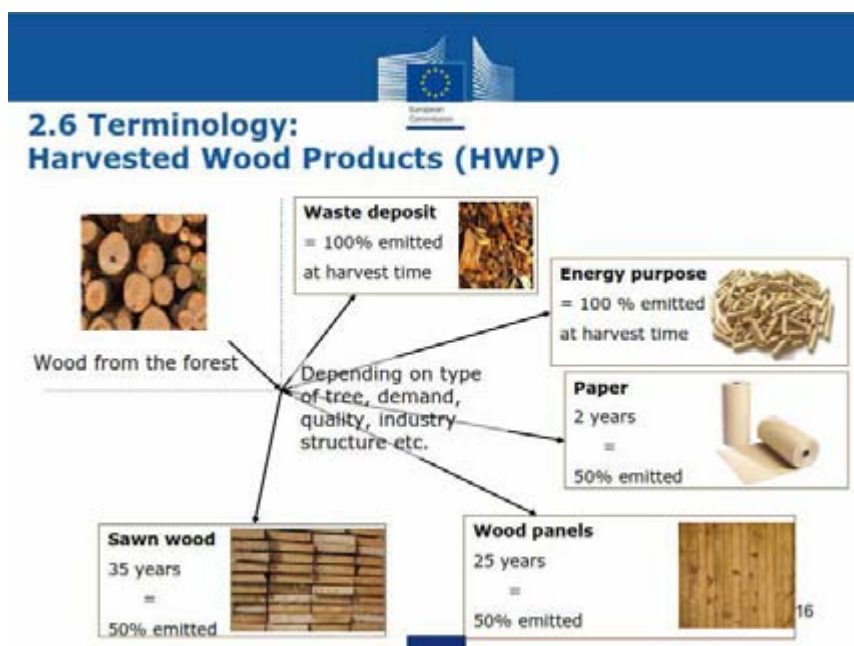 European
Commission
2.6 Terminology:
Harvested Wood Products (HWP)
Waste deposit
= 100% emitted
at harvest time
Energy purpose
= 100 % emitted
at harvest time
Wood from the forest
Depending on type
of tree, demand,
quality, industry
structure etc.
Paper
2 years
=
50% emitted
Sawn wood
35 years
=
50% emitted
Wood panels
25 years
=
50% emitted
16